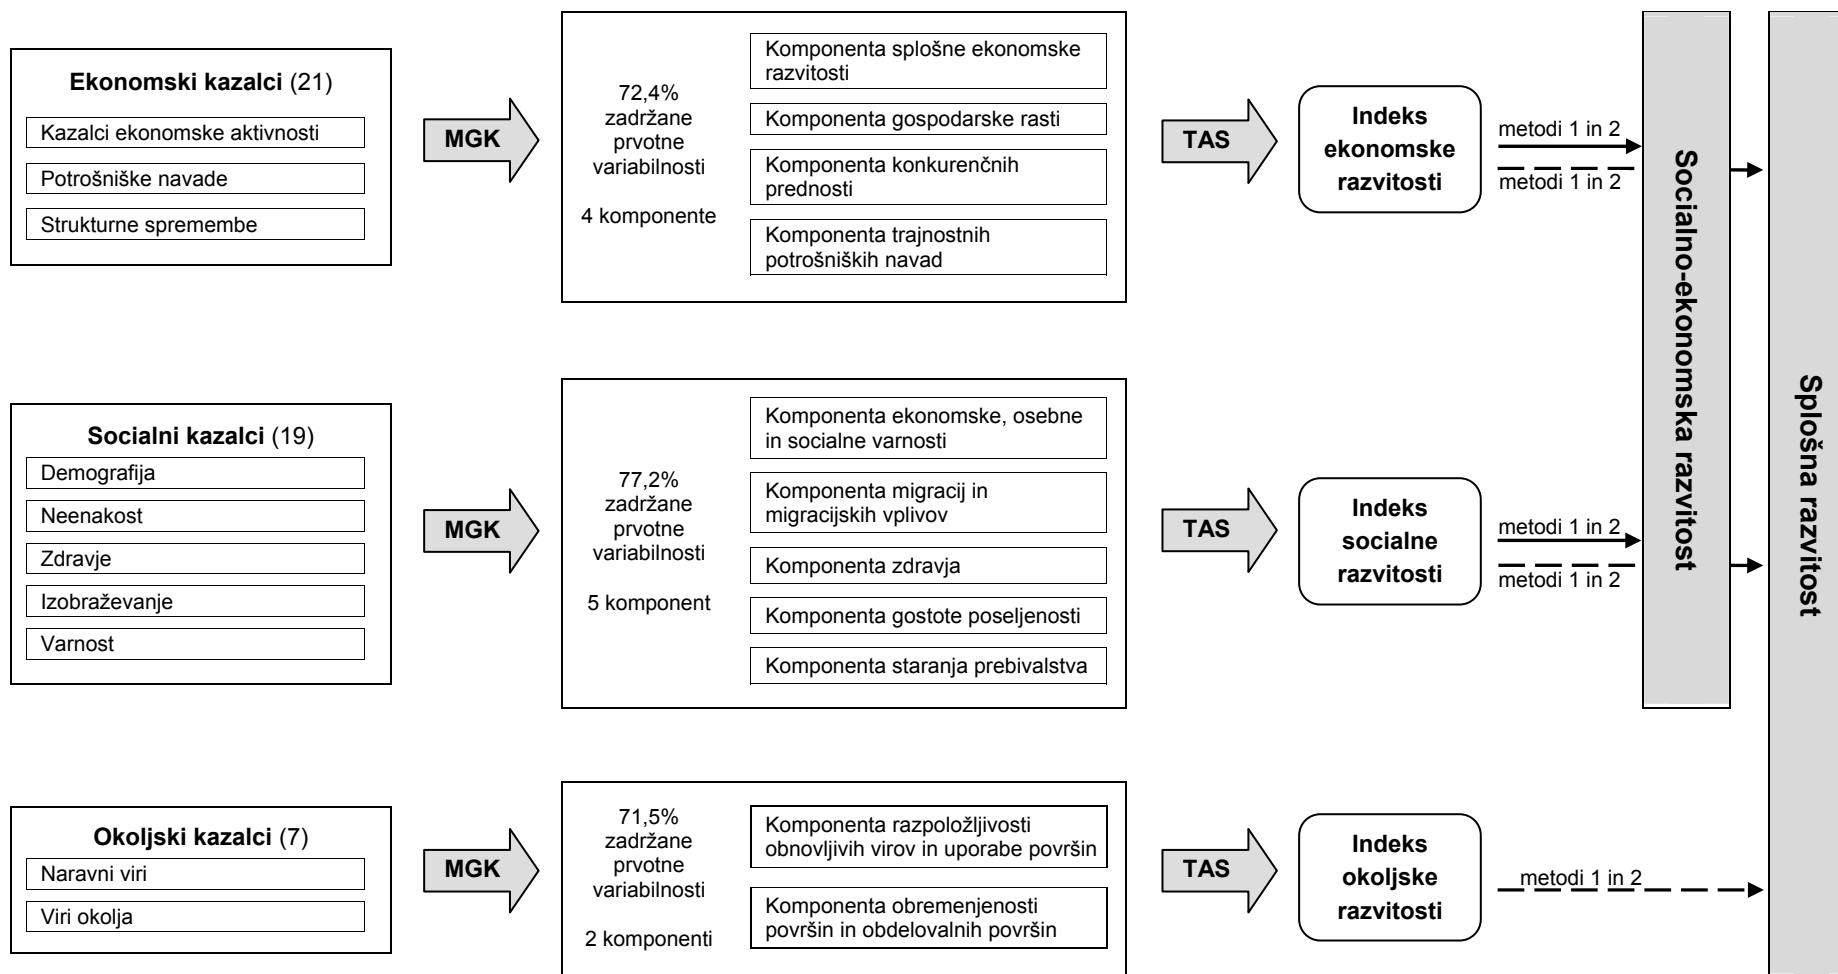 Ekonomski kazalci (21)
Kazalci ekonomske aktivnosti
Potrošniške navade
Strukturne spremembe
MGK
72,4%
zadržane
prvotne
variabilnosti
4 komponente
Komponenta splošne ekonomske
razvitosti
Komponenta gospodarske rasti
Komponenta konkurenčnih
prednosti
Komponenta trajnostnih
potrošniških navad
TAS
Indeks
ekonomske
razvitosti
metodi 1 in 2
metodi 1 in 2
Socialni kazalci (19)
Demografija
Neenakost
Zdravje
Izobraževanje
Varnost
MGK
77,2%
zadržane
prvotne
variabilnosti
5 komponent
Komponenta ekonomske, osebne
in socialne varnosti
Komponenta migracij in
migracijskih vplivov
Komponenta zdravja
Komponenta gostote poseljenosti
Komponenta staranja prebivalstva
TAS
Indeks
socialne
razvitosti
metodi 1 in 2
metodi 1 in 2
Socialno-ekonomska razvitost
Okoljski kazalci (7)
Naravni viri
Viri okolja
MGK
71,5%
zadržane
prvotne
variabilnosti
2 komponenti
Komponenta razpoložljivosti
obnovljivih virov in uporabe površin
Komponenta obremenjenosti
površin in obdelovalnih površin
TAS
Indeks
okoljske
razvitosti
metodi 1 in 2
Splošna razvitost